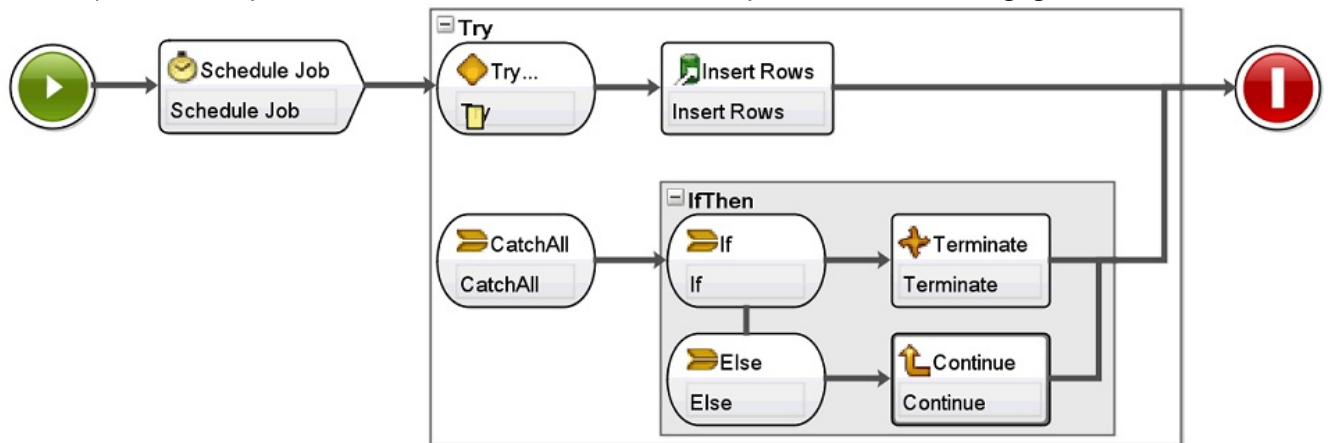 Try
Schedule Job
Schedule Job
Try...
Insert Rows
Insert Rows
IfThen
CatchAll
CatchAll
If
If
Terminate
Terminate
Else
Else
Continue
Continue